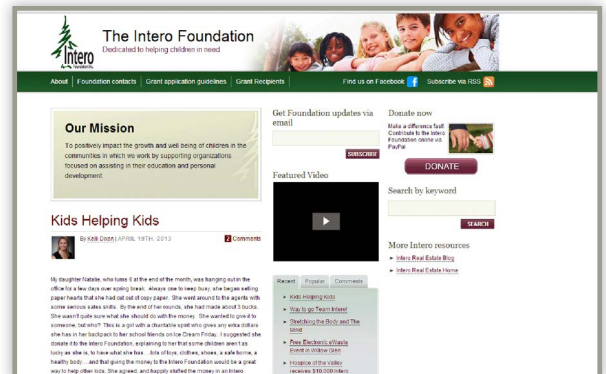 Intero
The Intero Foundation
Dedicated to helping children in need
About
Foundation contacts
Grant application guidelines
Grant Recipients
Find us on Facebook
Subscribe via RSS
Our Mission
To positively impact the growth and well being of children in the
communities in which we work by supporting organizations
focused on assisting in their education and personal
development.
Kids Helping Kids
By Kelli Doan | APRIL 19TH, 2013
2 Comments
My daughter Natalie, who turns 6 at the end of the month, was hanging out in the
office for a few days over spring break. Always one to keep busy, she began selling
paper hearts that she had cut out of copy paper. She went around to the agents with
some serious sales skills. By the end of rounds, she had made about 3 bucks.
She wasn't quite sure what she should do with the money. She wanted to give it to
someone, but who? This is a girl with a charitable spirit who gives any extra dollars
she has in her backpack to her school friends on Ice Cream Friday. I suggested she
donate it to the Intero Foundation, explaining to her that some children aren't as
lucky as she is, to have what she has... lots of toys, clothes, shoes, a safe home, a
healthy body... and that giving the money to the Intero Foundation would be a great
way to help other kids. She agreed, and happily stuffed the money in an Intero
Get Foundation updates via
email
SUBSCRIBE
Featured Video
Recent
Popular
Comments
Kids Helping Kids
Way to go Team Intero!
Stretching the Body and The
Mind
Free Electronic eWaste
Event in Willow Glen
Hospice of the Valley
receives $10,000 Intero
Donate now
Make a difference fast!
Contribute to the Intero
Foundation online via
PayPal
DONATE
Search by keyword
SEARCH
More Intero resources
Intero Real Estate Blog
Intero Real Estate Home